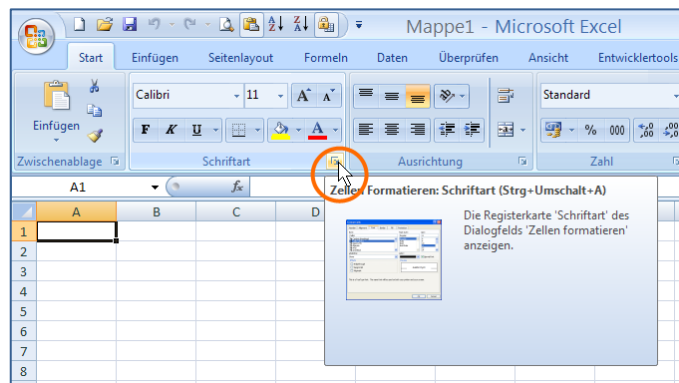 Mappe1 - Microsoft Excel
Start Einfügen Seitenlayout Formeln Daten Überprüfen Ansicht Entwicklertools
Calibri 11 A A Standard
Einfügen F K U A % 000 ,00
Zwischenablage Schriftart Ausrichtung Zahl
A1 fx
Zellen Formatieren: Schriftart (Strg+Umschalt+A)
A B C D
Die Registerkarte 'Schriftart' des
Dialogfelds 'Zellen formatieren'
anzeigen.
1
2
3
4
5
6
7
8